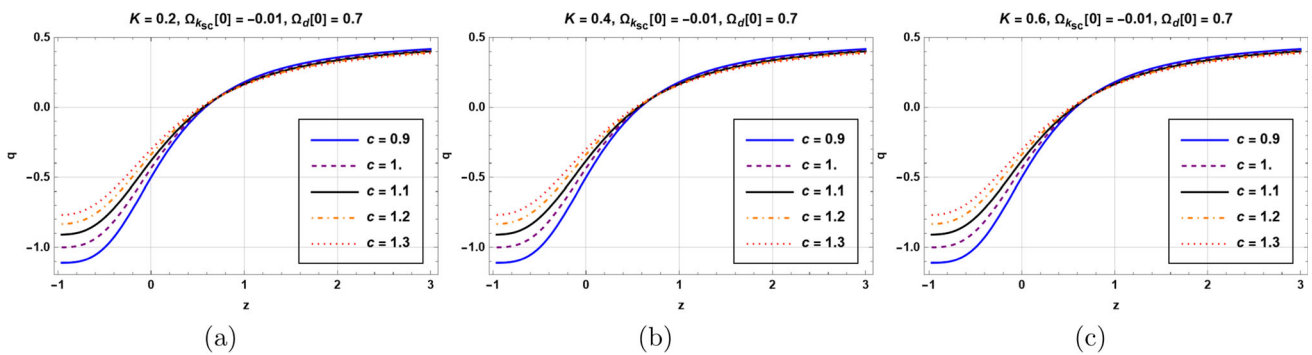 K = 0.2, Ωksc[0] = −0.01, Ωd[0] = 0.7
0.5
0.0
−0.5
−1.0
q
c = 0.9
c = 1.
c = 1.1
c = 1.2
c = 1.3
−1 0 1 2 3
z
(a)
K = 0.4, Ωksc[0] = −0.01, Ωd[0] = 0.7
0.5
0.0
−0.5
−1.0
q
c = 0.9
c = 1.
c = 1.1
c = 1.2
c = 1.3
−1 0 1 2 3
z
(b)
K = 0.6, Ωksc[0] = −0.01, Ωd[0] = 0.7
0.5
0.0
−0.5
−1.0
q
c = 0.9
c = 1.
c = 1.1
c = 1.2
c = 1.3
−1 0 1 2 3
z
(c)